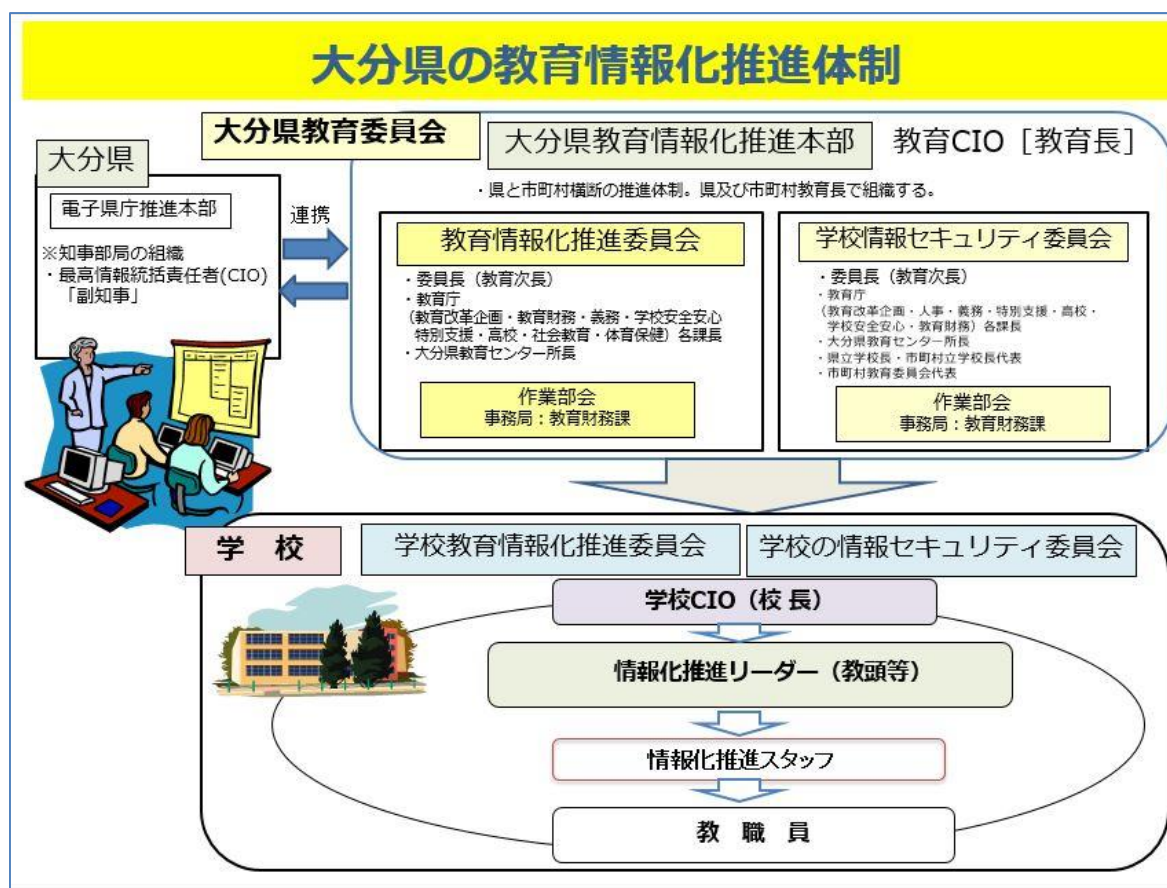 大分県の教育情報化推進体制
大分県
電子県庁推進本部
※知事部局の組織
・最高情報統括責任者(CIO)
「副知事」
連携
大分県教育委員会
大分県教育情報化推進本部
教育CIO［教育長］
・県と市町村横断の推進体制。県及び市町村教育長で組織する。
教育情報化推進委員会
・委員長（教育次長）
・教育庁
（教育改革企画・教育財務・義務・学校安全安心
特別支援・高校・社会教育・体育保健）各課長
・大分県教育センター所長
作業部会
事務局：教育財務課
学校情報セキュリティ委員会
・委員長（教育次長）
・教育庁
（教育改革企画・人事・義務・特別支援・高校・
学校安全安心・教育財務）各課長
・大分県教育センター所長
・県立学校長・市町村立学校長代表
・市町村教育委員会代表
作業部会
事務局：教育財務課
学　校
学校教育情報化推進委員会
学校の情報セキュリティ委員会
学校CIO（校 長）
情報化推進リーダー（教頭等）
情報化推進スタッフ
教　職　員